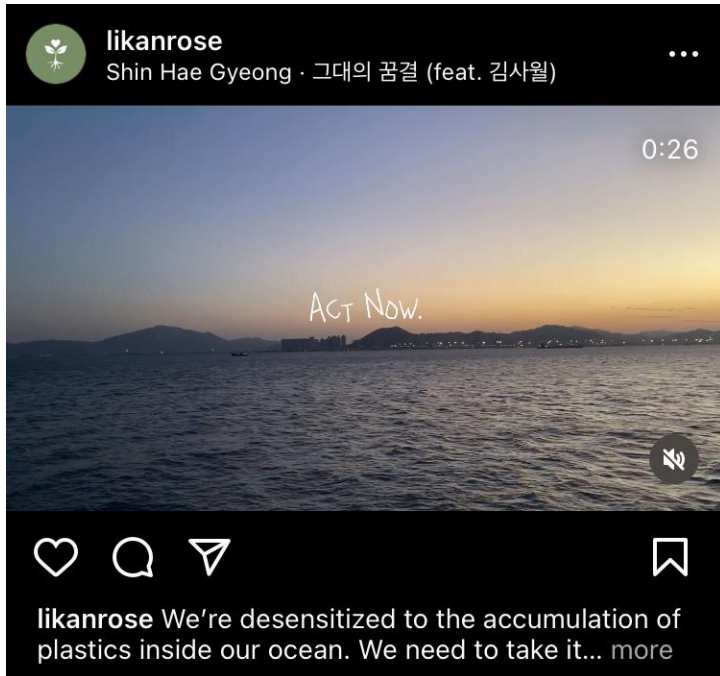 likanrose
Shin Hae Gyeong · 그대의 꿈결 (feat. 김사월)
0:26
ACT NOW.
likanrose We’re desensitized to the accumulation of
plastics inside our ocean. We need to take it... more